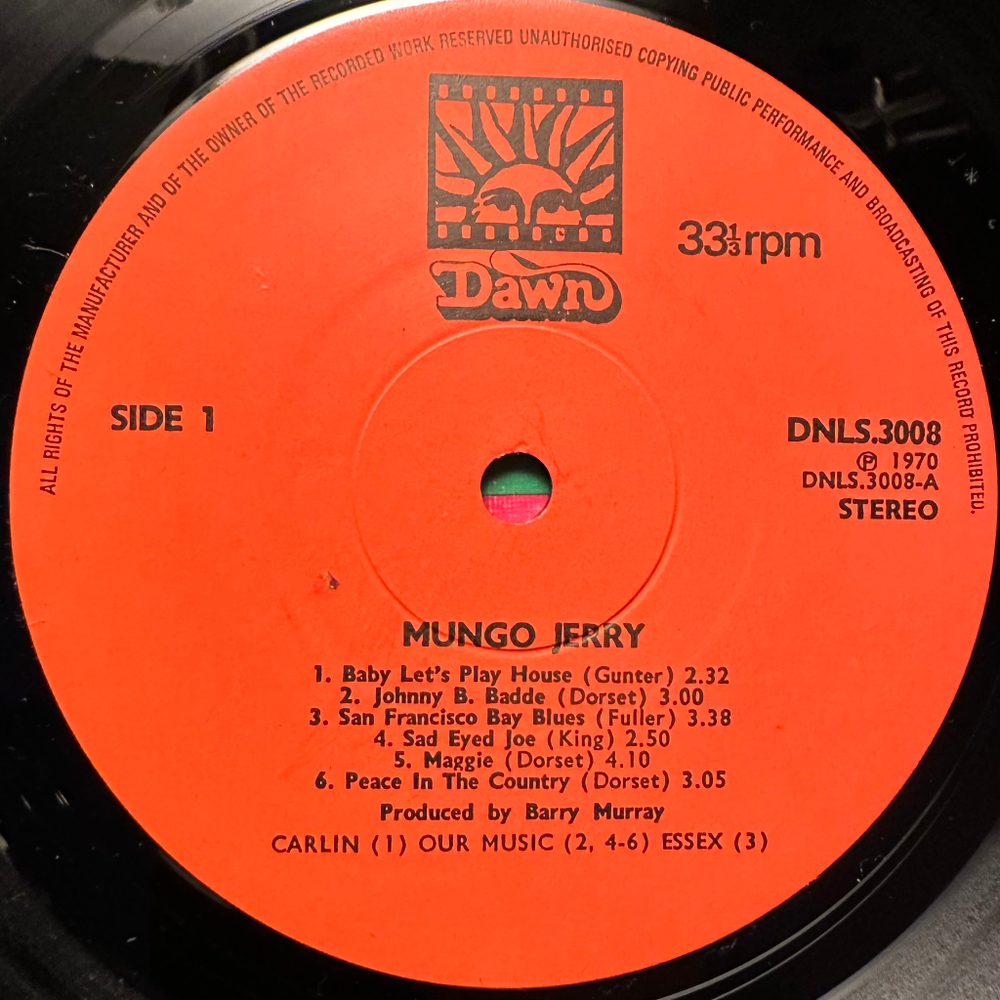 ALL RIGHTS OF THE MANUFACTURER AND OF THE OWNER OF THE RECORDED WORK RESERVED UNAUTHORISED COPYING PUBLIC PERFORMANCE AND BROADCASTING OF THIS RECORD PROHIBITED.
Dawn
33⅓rpm
SIDE 1
DNLS.3008
Ⓟ 1970
DNLS.3008-A
STEREO
MUNGO JERRY
1. Baby Let's Play House (Gunter) 2.32
2. Johnny B. Badde (Dorset) 3.00
3. San Francisco Bay Blues (Fuller) 3.38
4. Sad Eyed Joe (King) 2.50
5. Maggie (Dorset) 4.10
6. Peace In The Country (Dorset) 3.05
Produced by Barry Murray
CARLIN (1) OUR MUSIC (2, 4-6) ESSEX (3)